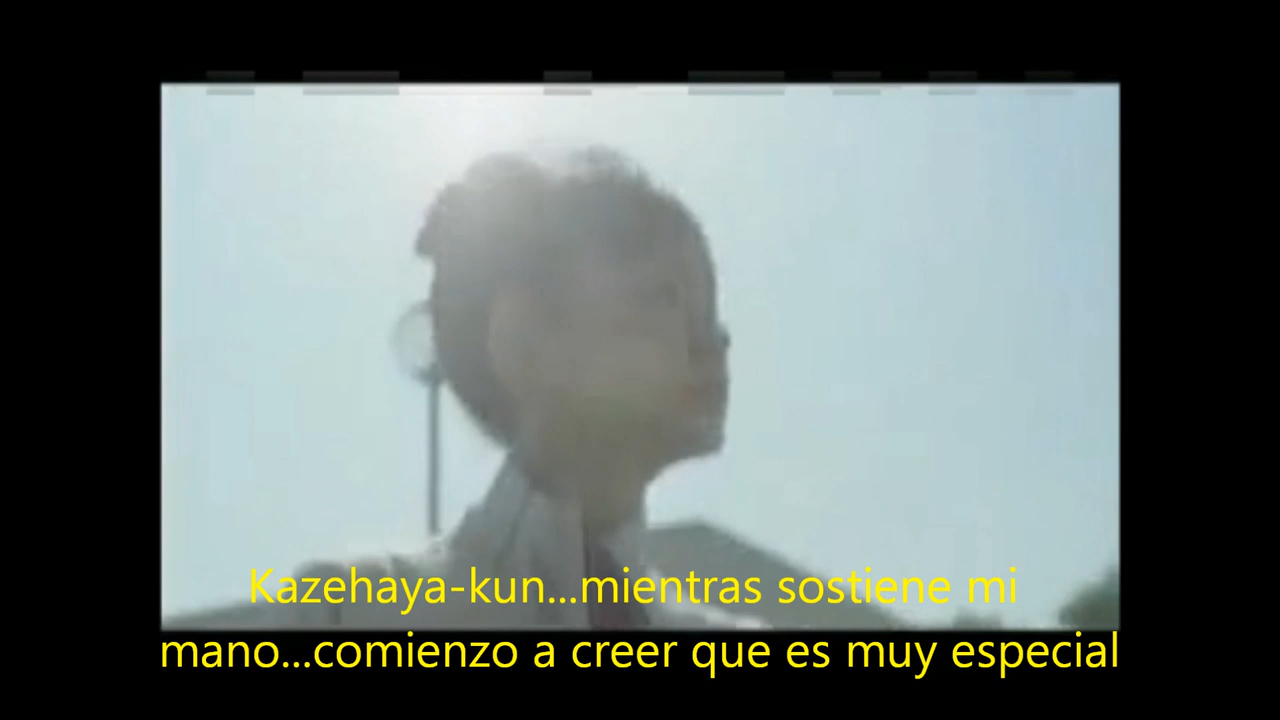 Kazehaya-kun...mientras sostiene mi
mano...comienzo a creer que es muy especial